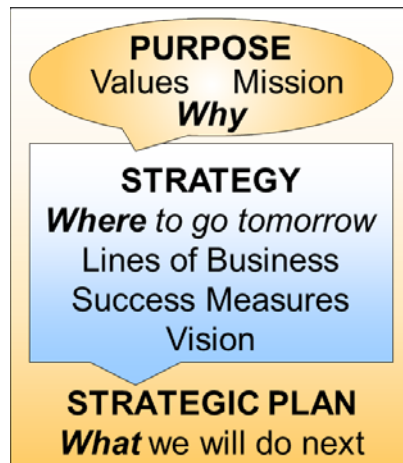 PURPOSE
Values Mission
Why
STRATEGY
Where to go tomorrow
Lines of Business
Success Measures
Vision
STRATEGIC PLAN
What we will do next